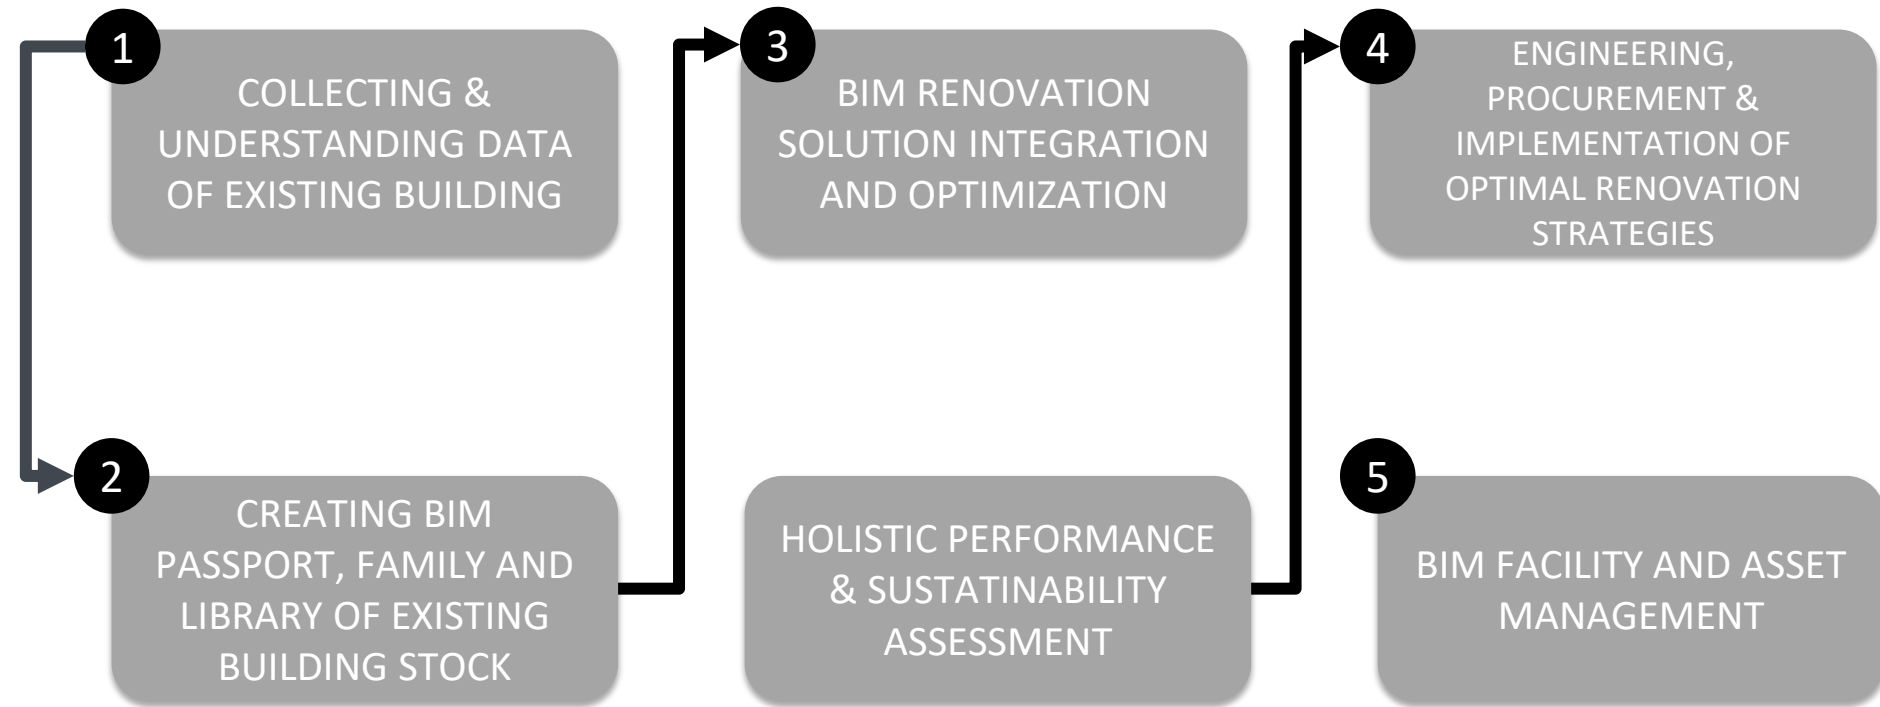 1
COLLECTING &
UNDERSTANDING DATA
OF EXISTING BUILDING
2
CREATING BIM
PASSPORT, FAMILY AND
LIBRARY OF EXISTING
BUILDING STOCK
3
BIM RENOVATION
SOLUTION INTEGRATION
AND OPTIMIZATION
HOLISTIC PERFORMANCE
& SUSTATINABILITY
ASSESSMENT
4
ENGINEERING,
PROCUREMENT &
IMPLEMENTATION OF
OPTIMAL RENOVATION
STRATEGIES
5
BIM FACILITY AND ASSET
MANAGEMENT